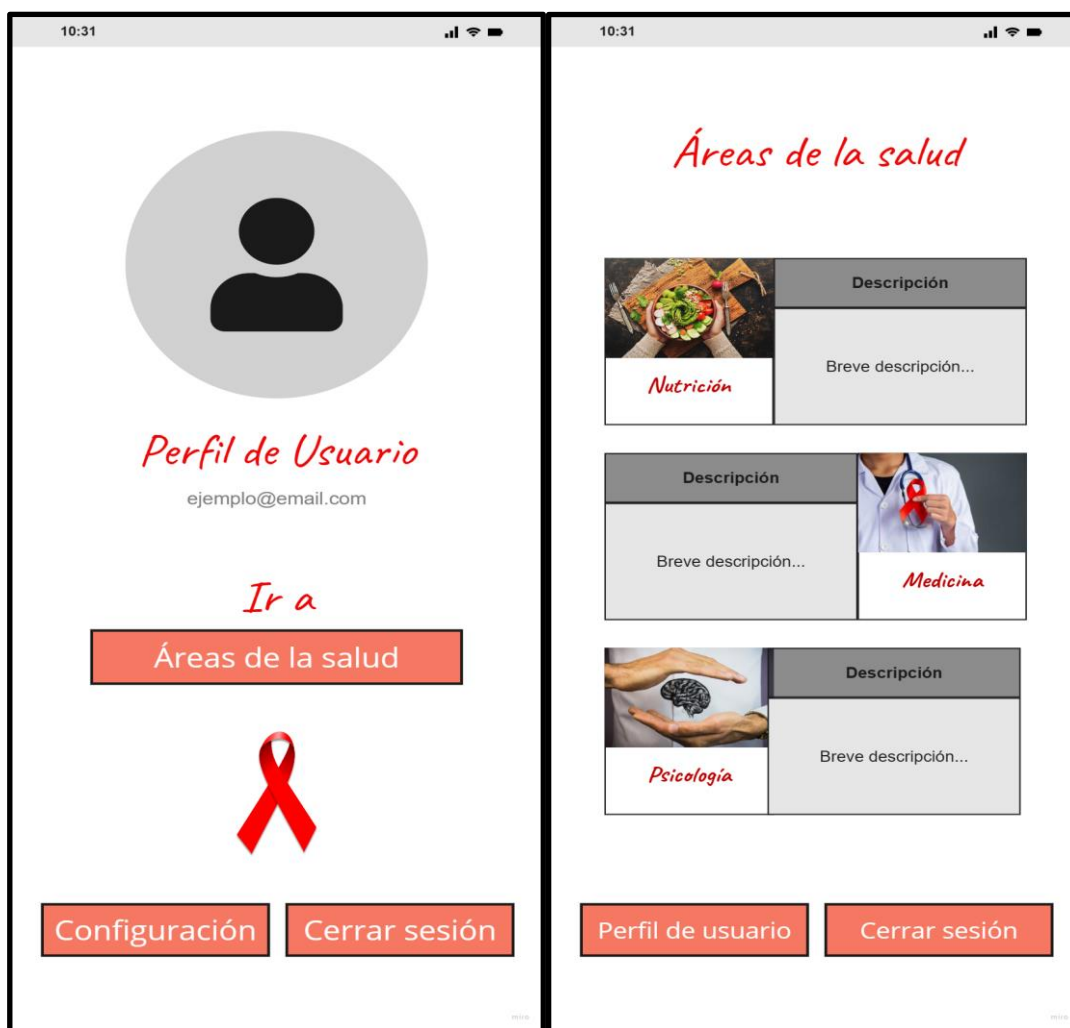 10:31
Perfil de Usuario
ejemplo@email.com
Ir a
Áreas de la salud
Configuración
Cerrar sesión
miro
10:31
Áreas de la salud
Descripción
Breve descripción...
Nutrición
Descripción
Breve descripción...
Medicina
Descripción
Breve descripción...
Psicología
Perfil de usuario
Cerrar sesión
miro